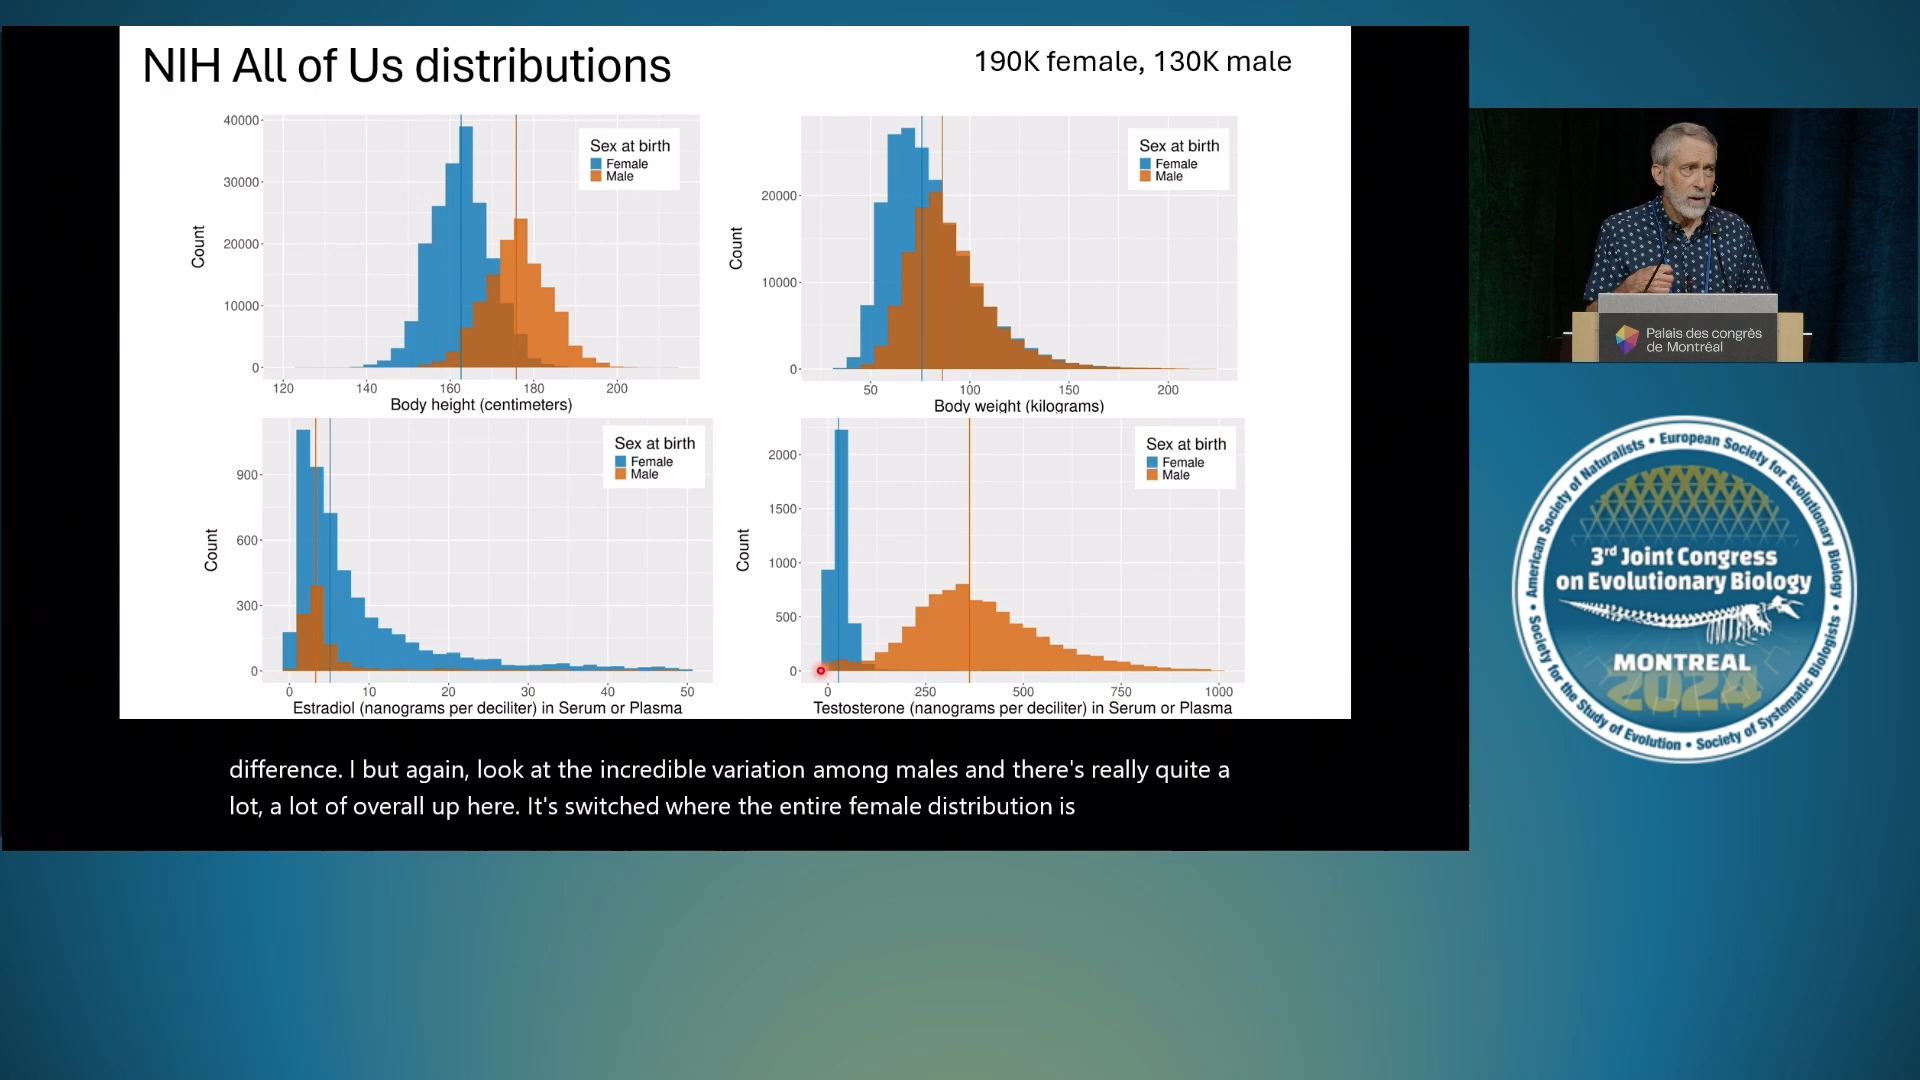 NIH All of Us distributions
190K female, 130K male
40000
30000
20000
10000
0
Count
120
140
160
180
200
Body height (centimeters)
Sex at birth
Female
Male
20000
10000
0
Count
50
100
150
200
Body weight (kilograms)
Sex at birth
Female
Male
900
600
300
0
Count
0
10
20
30
40
50
Estradiol (nanograms per deciliter) in Serum or Plasma
Sex at birth
Female
Male
2000
1500
1000
500
0
Count
0
250
500
750
1000
Testosterone (nanograms per deciliter) in Serum or Plasma
Sex at birth
Female
Male
difference. I but again, look at the incredible variation among males and there's really quite a
lot, a lot of overall up here. It's switched where the entire female distribution is
Palais des congrès
de Montréal
American Society of Naturalists • European Society for Evolutionary Biology •
Society for the Study of Evolution • Society of Systematic Biologists •
3rd Joint Congress
on Evolutionary Biology
MONTREAL
2024